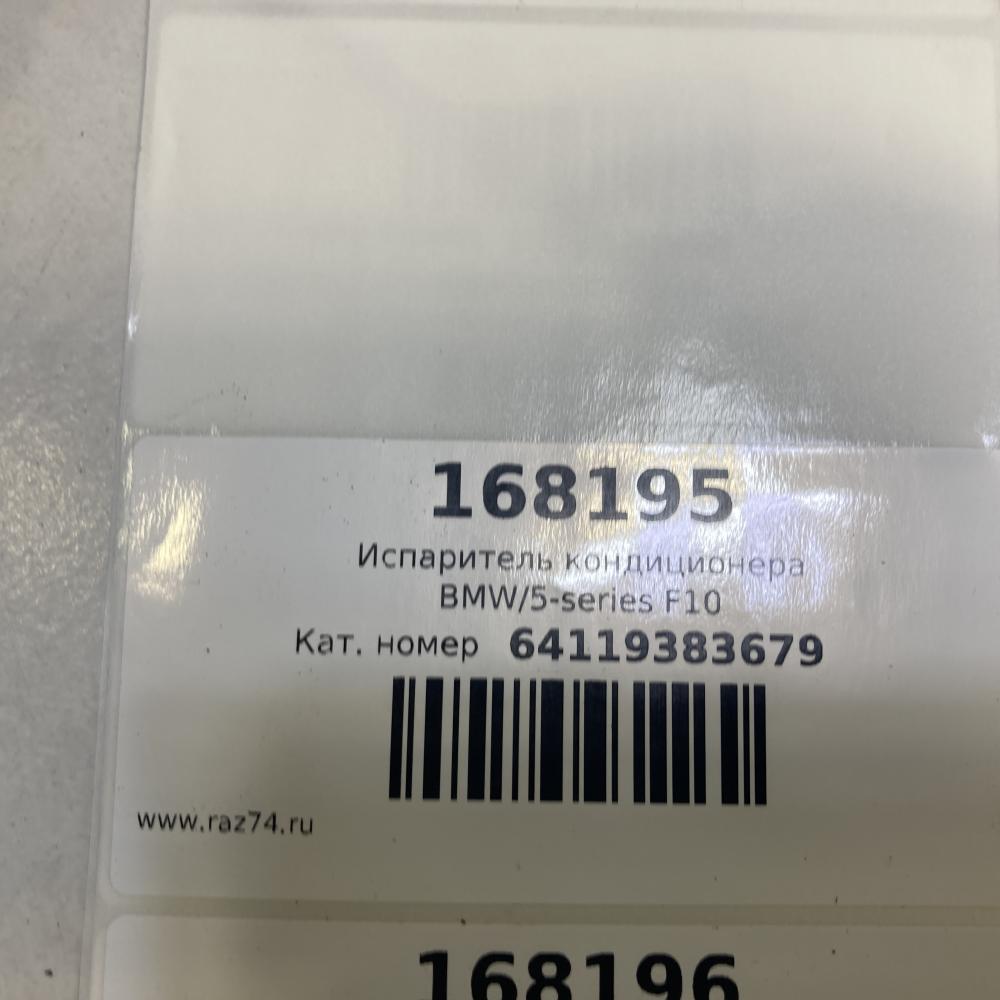 168195
Испаритель кондиционера
BMW/5-series F10
Кат. номер 64119383679
www.raz74.ru
168196